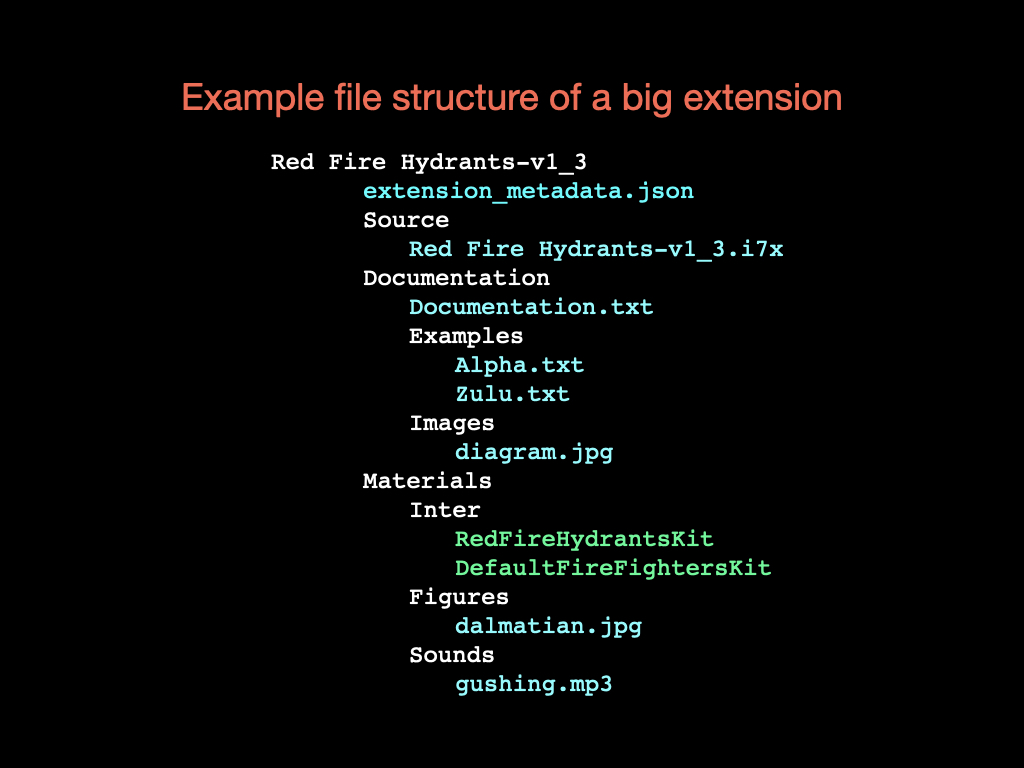 Example file structure of a big extension
Red Fire Hydrants-v1_3
extension_metadata.json
Source
Red Fire Hydrants-v1_3.i7x
Documentation
Documentation.txt
Examples
Alpha.txt
Zulu.txt
Images
diagram.jpg
Materials
Inter
RedFireHydrantsKit
DefaultFireFightersKit
Figures
dalmatian.jpg
Sounds
gushing.mp3